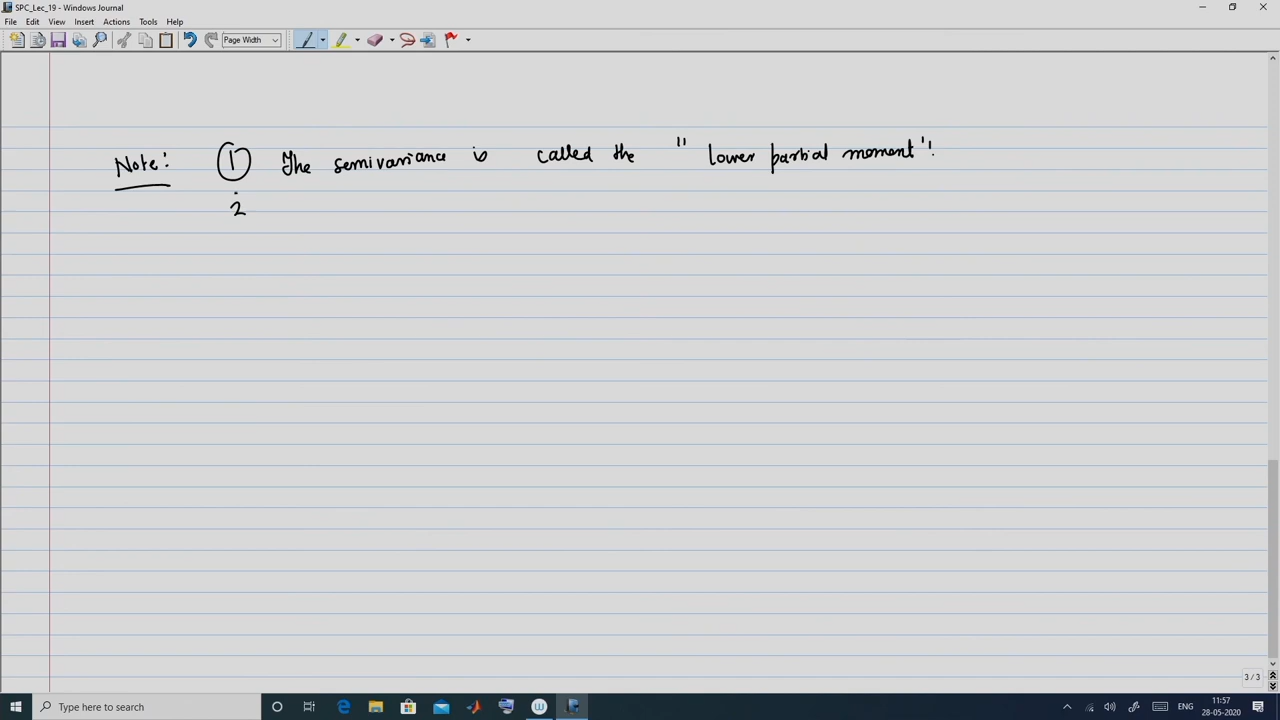 SPC_Lec_19 - Windows Journal
File Edit View Insert Actions Tools Help
Page Width
Note: ① The semivariance is called the "lower partial moment".
2
3 / 3
Type here to search
ENG
11:57
28-05-2020